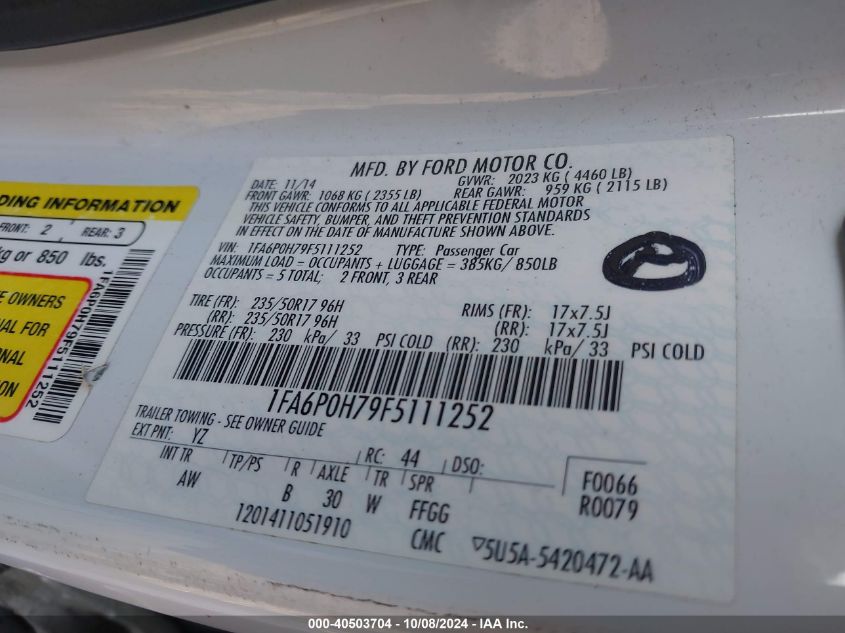 DING INFORMATION
FRONT: 2 REAR: 3
kg or 850 lbs.
E OWNERS
AL FOR
ONAL
ON
1FA6P0H79F5111252
MFD. BY FORD MOTOR CO.
DATE: 11/14 GVWR: 2023 KG ( 4460 LB)
FRONT GAWR: 1068 KG ( 2355 LB) REAR GAWR: 959 KG ( 2115 LB)
THIS VEHICLE CONFORMS TO ALL APPLICABLE FEDERAL MOTOR
VEHICLE SAFETY, BUMPER, AND THEFT PREVENTION STANDARDS
IN EFFECT ON THE DATE OF MANUFACTURE SHOWN ABOVE.
VIN: 1FA6P0H79F5111252 TYPE: Passenger Car
MAXIMUM LOAD = OCCUPANTS + LUGGAGE = 385KG/ 850LB
OCCUPANTS = 5 TOTAL; 2 FRONT, 3 REAR
TIRE (FR): 235/50R17 96H RIMS (FR): 17x7.5J
(RR): 235/50R17 96H (RR): 17x7.5J
PRESSURE (FR): 230 kPa/ 33 PSI COLD (RR): 230 kPa/ 33 PSI COLD
1FA6P0H79F5111252
TRAILER TOWING - SEE OWNER GUIDE
EXT PNT: YZ RC: 44 DSO:
INT TR TP/PS R AXLE TR SPR F0066
AW B 30 W FFGG R0079
1201411051910 CMC ▽5U5A-5420472-AA
000-40503704 - 10/08/2024 - IAA Inc.